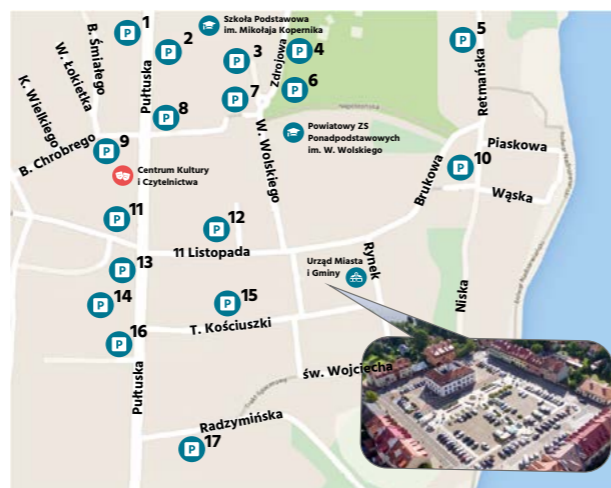 1
P
2
P
Szkoła Podstawowa
im. Mikołaja Kopernika
3
P
4
P
5
P
B. Śmiałego
W. Łokietka
K. Wielkiego
Pułtuska
Zdrojowa
Retmańska
6
P
7
P
8
P
9
P
B. Chrobrego
Centrum Kultury
i Czytelnictwa
W. Wolskiego
Powiatowy ZS
Ponadpodstawowych
im. W. Wolskiego
Piaskowa
10
P
Brukowa
Wąska
11
P
12
P
11 Listopada
Urząd Miasta
i Gminy
Rynek
Niska
13
P
14
P
15
P
T. Kościuszki
16
P
św. Wojciecha
Pułtuska
Radzymińska
17
P